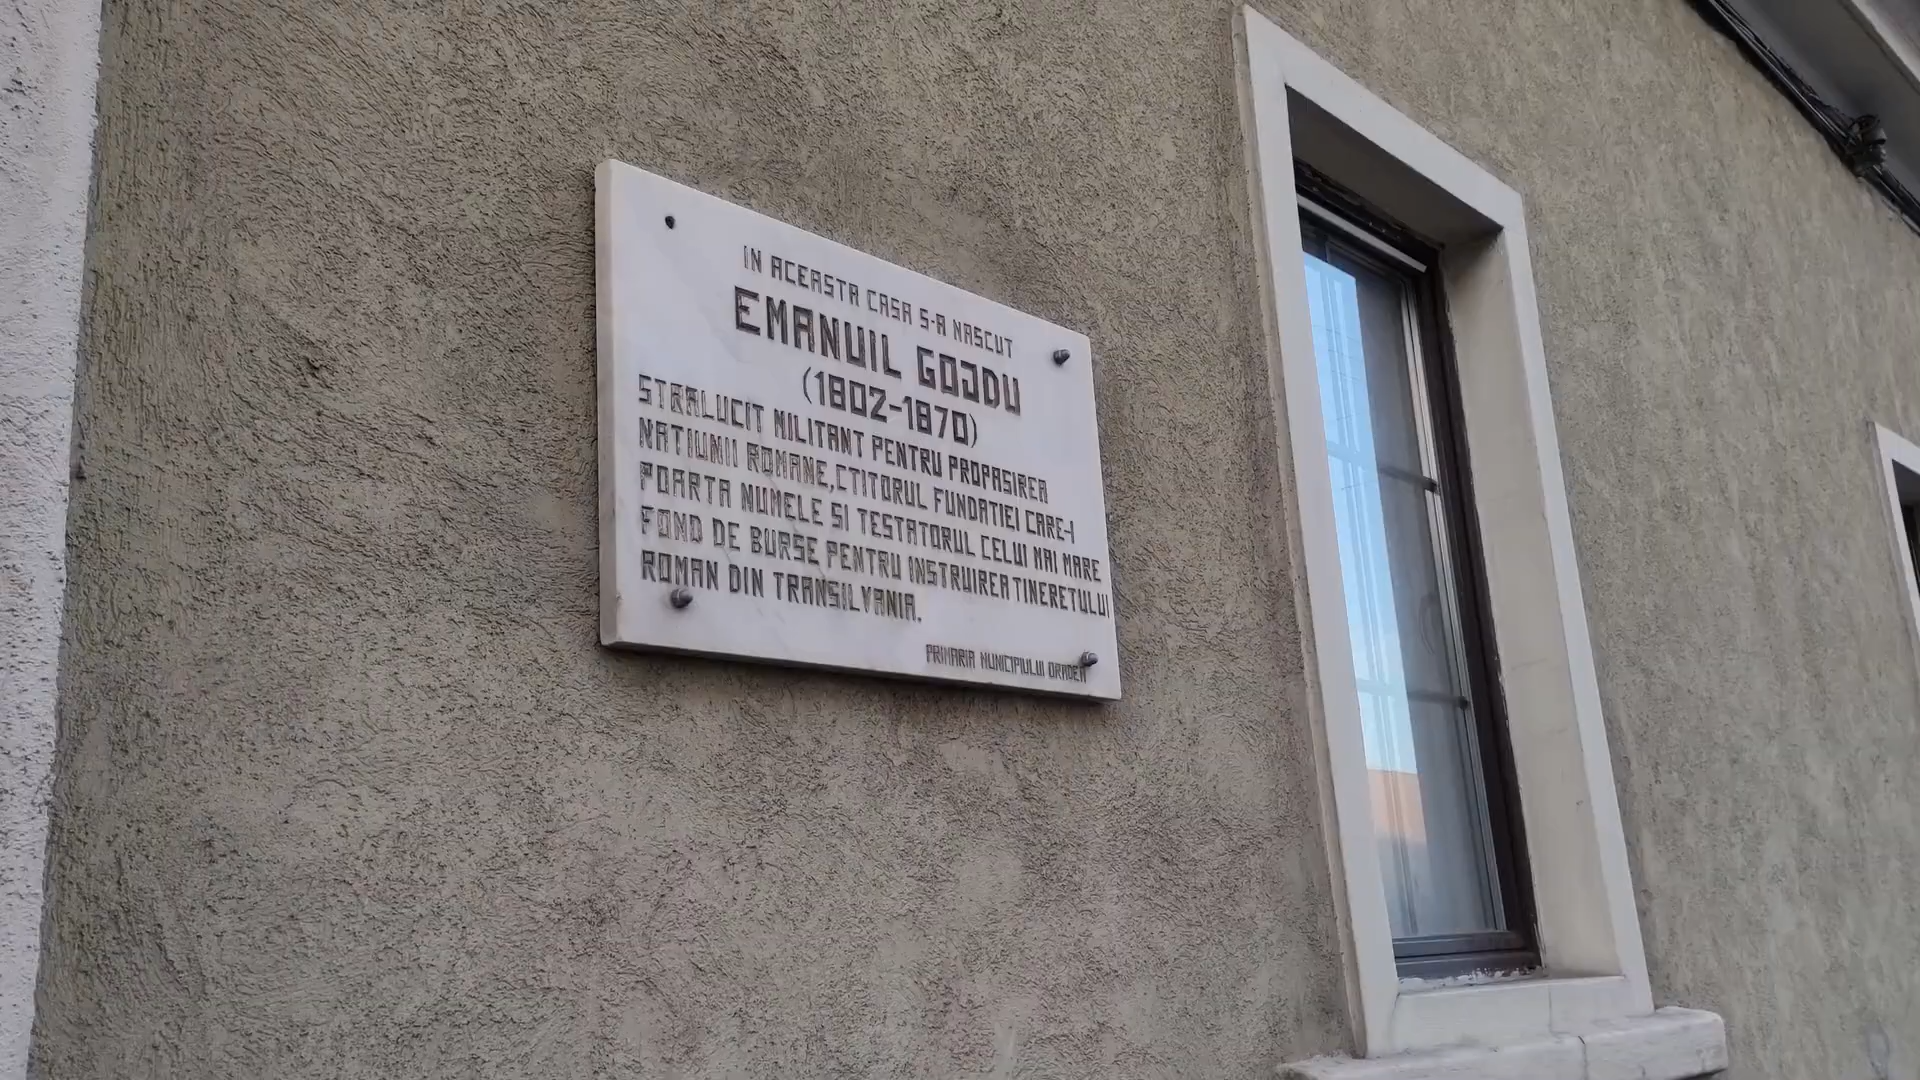 IN ACEASTA CASA S-A NASCUT
EMANUIL GOJDU
(1802-1870)
STRALUCIT MILITANT PENTRU PROPASIREA
NATIUNII ROMANE, CTITORUL FUNDATIEI CARE-I
POARTA NUMELE SI TESTATORUL CELUI MAI MARE
FOND DE BURSE PENTRU INSTRUIREA TINERETULUI
ROMAN DIN TRANSILVANIA.
PRIMARIA MUNICIPIULUI ORADEA